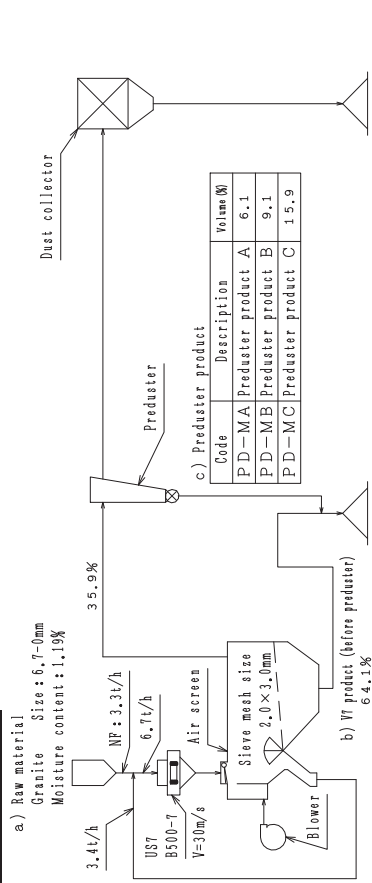 a) Raw material
Granite Size:6.7-0mm
Moisture content:1.19%
NF:3.3t/h
3.4t/h
6.7t/h
US7
B500-7
V=30m/s
Air screen
Sieve mesh size
2.0×3.0mm
Blower
b) V7 product (before preduster)
64.1%
35.9%
Preduster
Dust collector
c) Preduster product
Code Description Volume(%)
PD-MA Preduster product A 6.1
PD-MB Preduster product B 9.1
PD-MC Preduster product C 15.9